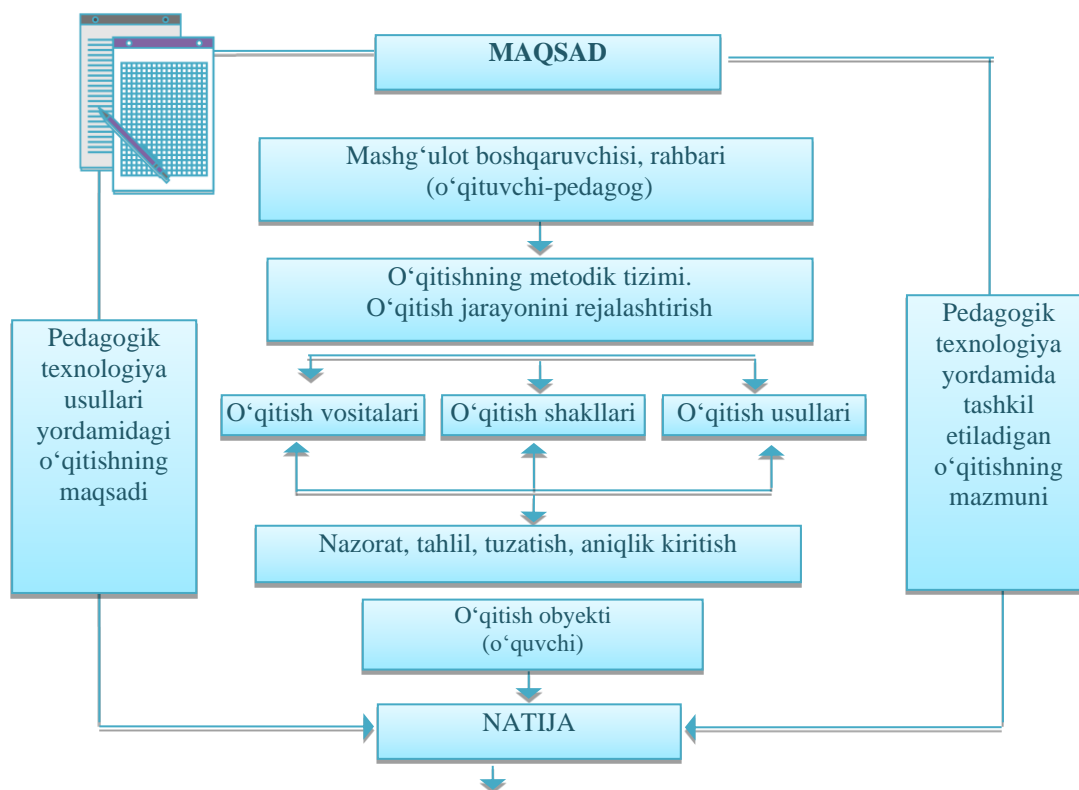 MAQSAD
Mashg‘ulot boshqaruvchisi, rahbari
(o‘qituvchi-pedagog)
O‘qitishning metodik tizimi.
O‘qitish jarayonini rejalashtirish
Pedagogik
texnologiya
usullari
yordamidagi
o‘qitishning
maqsadi
O‘qitish vositalari
O‘qitish shakllari
O‘qitish usullari
Pedagogik
texnologiya
yordamida
tashkil
etiladigan
o‘qitishning
mazmuni
Nazorat, tahlil, tuzatish, aniqlik kiritish
O‘qitish obyekti
(o‘quvchi)
NATIJA